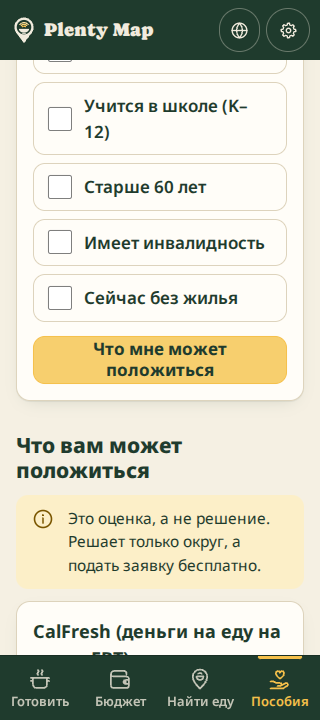 Plenty Map
Учится в школе (K–
12)
Старше 60 лет
Имеет инвалидность
Сейчас без жилья
Что мне может
положиться
Что вам может
положиться
Это оценка, а не решение.
Решает только округ, а
подать заявку бесплатно.
CalFresh (деньги на еду на
Готовить
Бюджет
Найти еду
Пособия